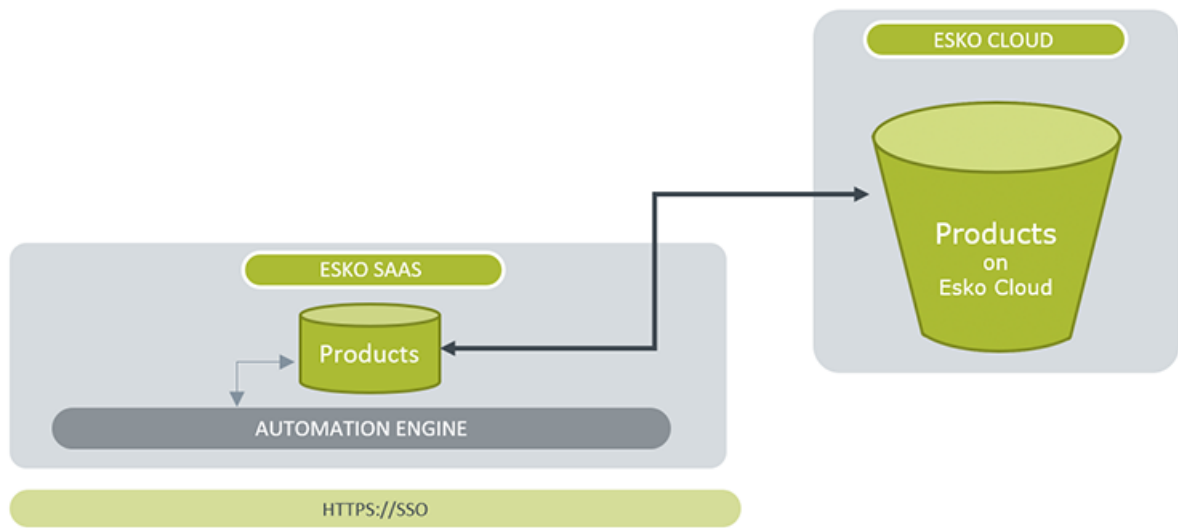 ESKO CLOUD
Products
on
Esko Cloud
ESKO SAAS
Products
AUTOMATION ENGINE
HTTPS://SSO